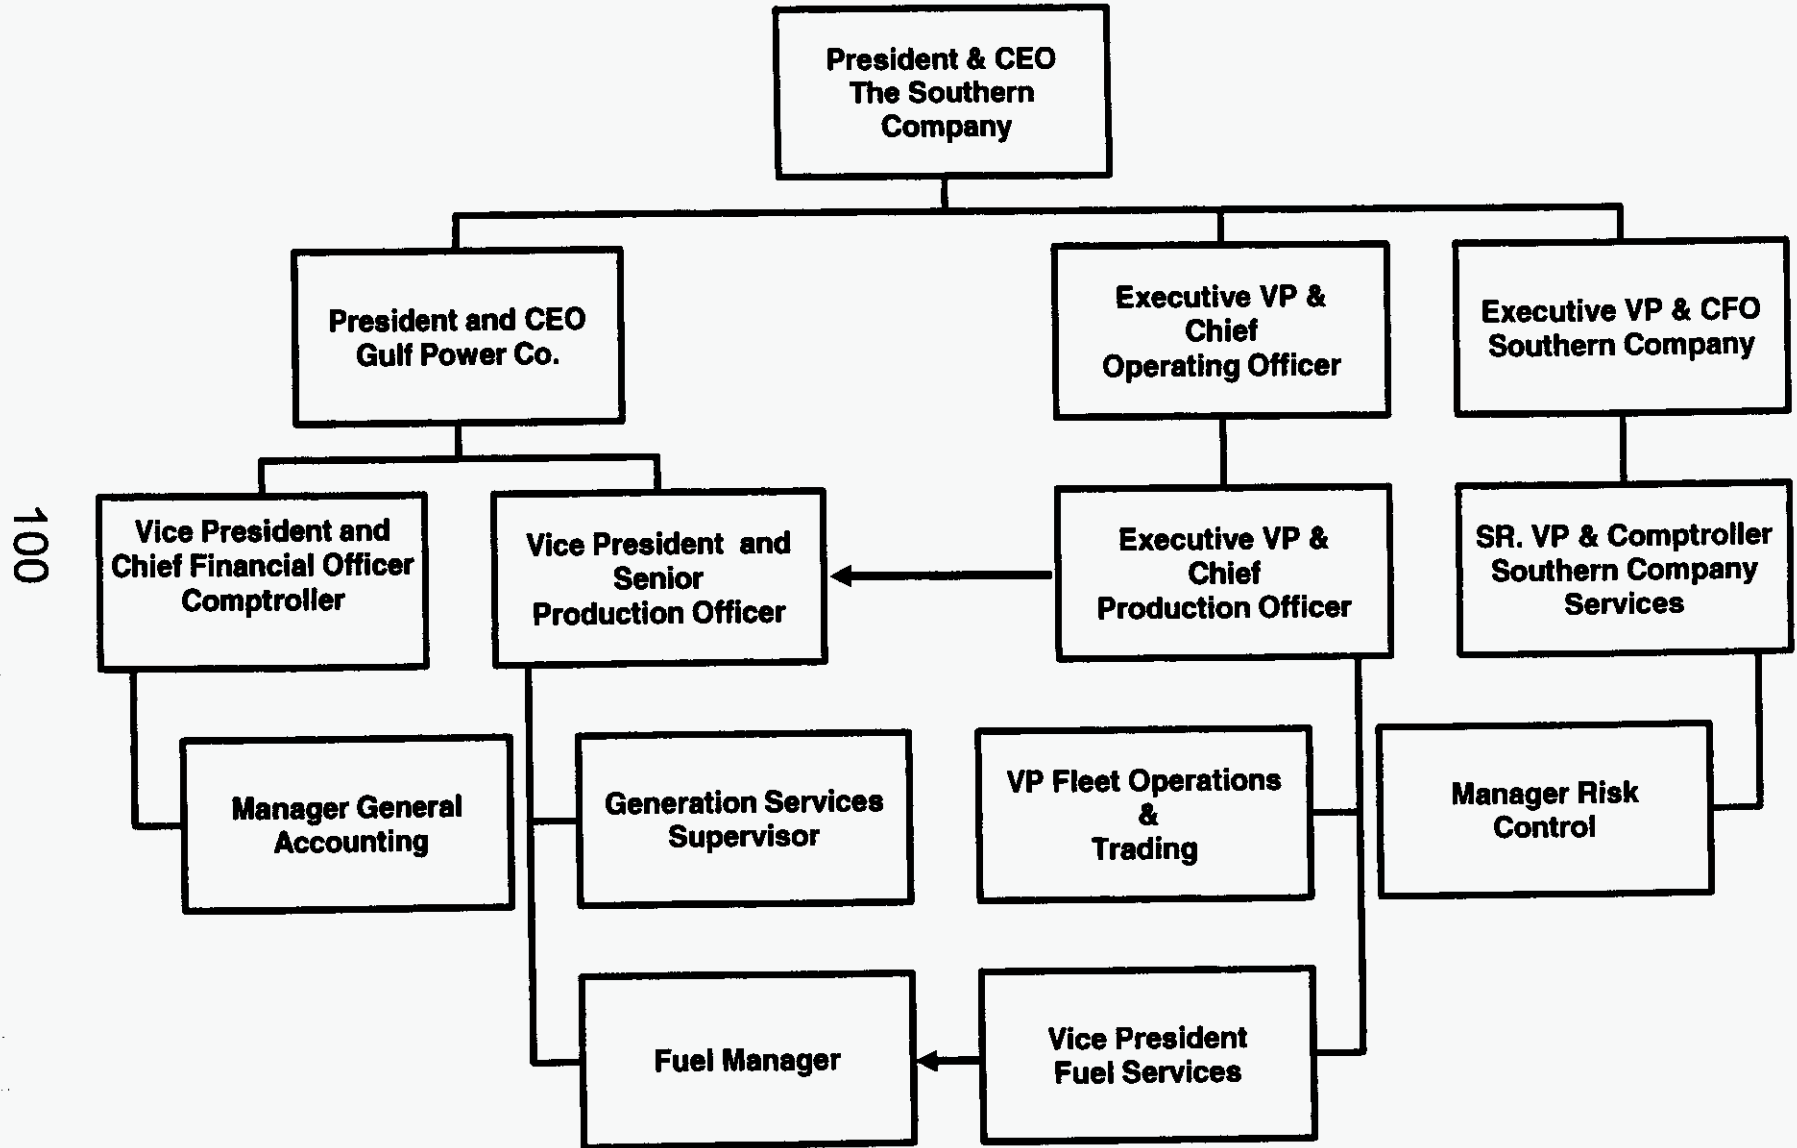 President & CEO
The Southern
Company
President and CEO
Gulf Power Co.
Executive VP &
Chief
Operating Officer
Executive VP & CFO
Southern Company
Vice President and
Chief Financial Officer
Comptroller
Vice President and
Senior
Production Officer
Executive VP &
Chief
Production Officer
SR. VP & Comptroller
Southern Company
Services
Manager General
Accounting
Generation Services
Supervisor
VP Fleet Operations
&
Trading
Manager Risk
Control
Fuel Manager
Vice President
Fuel Services
100